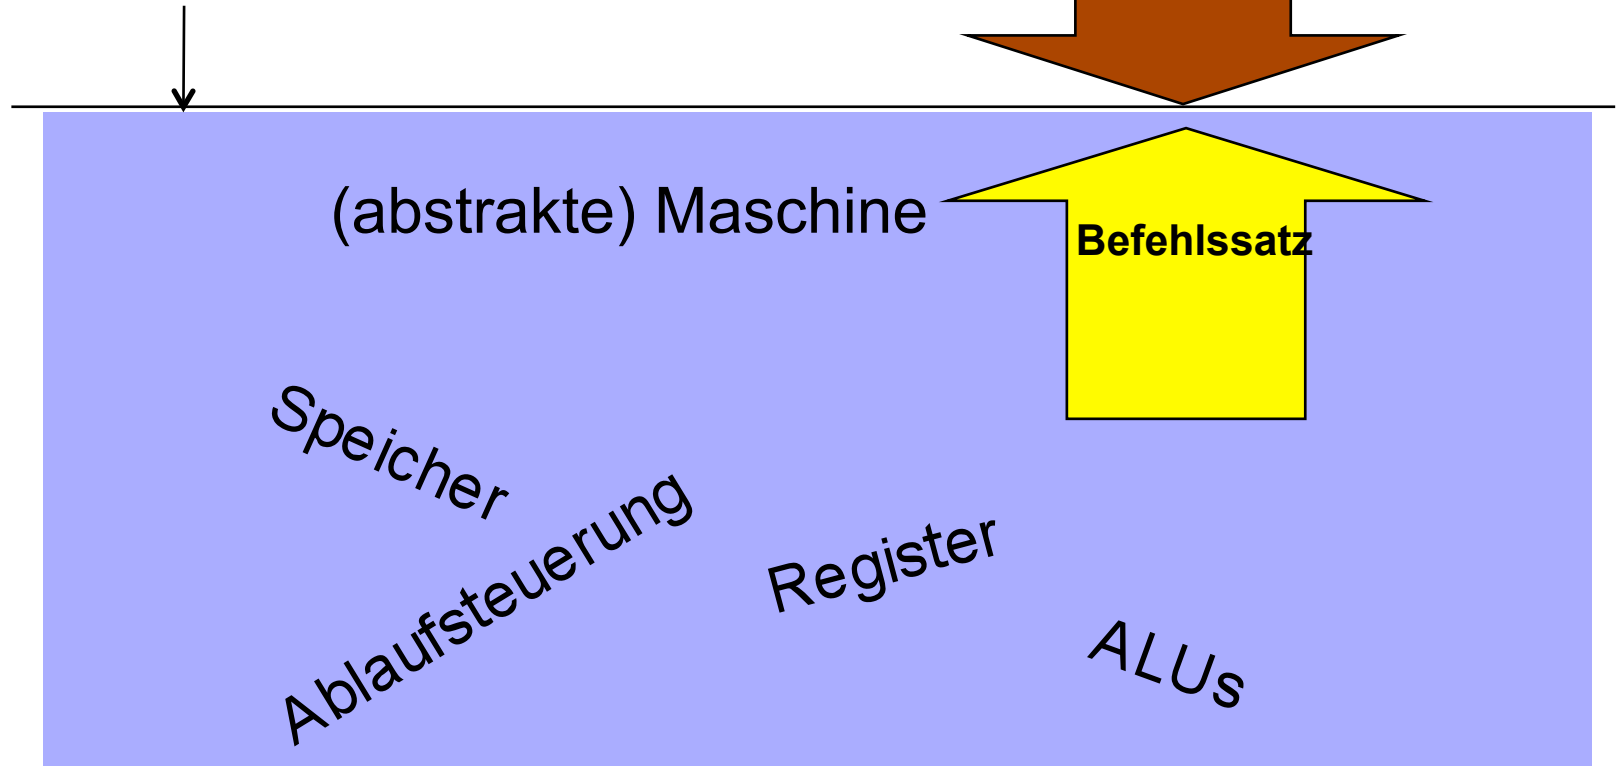 (abstrakte) Maschine
Befehlssatz
Speicher
Ablaufsteuerung
Register
ALUs